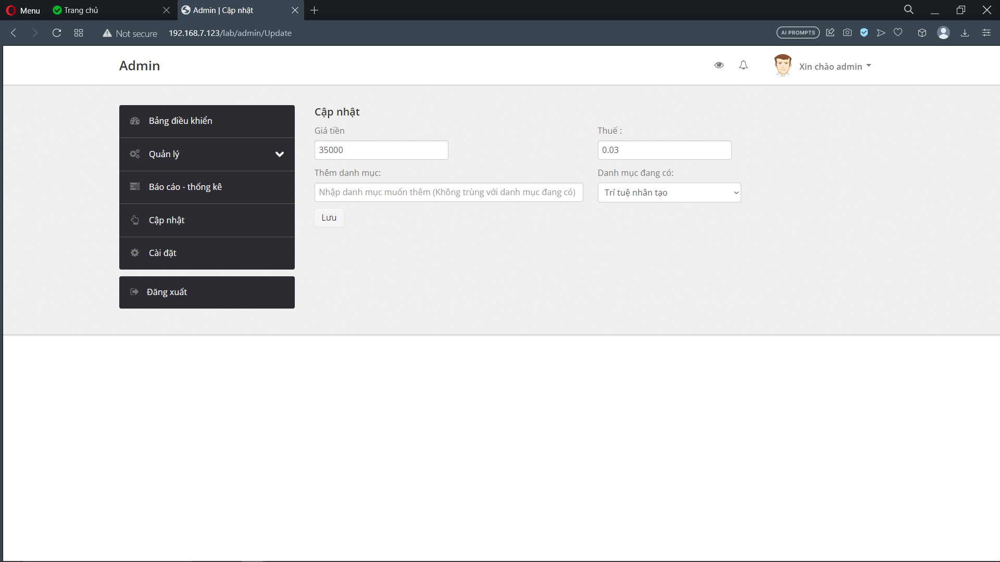 Menu
Trang chủ
Admin | Cập nhật
Not secure
192.168.7.123/lab/admin/Update
AI PROMPTS
Admin
Xin chào admin
Bảng điều khiển
Quản lý
Báo cáo - thống kê
Cập nhật
Cài đặt
Đăng xuất
Cập nhật
Giá tiền
Thuế :
35000
0.03
Thêm danh mục:
Danh mục đang có:
Nhập danh mục muốn thêm (Không trùng với danh mục đang có)
Trí tuệ nhân tạo
Lưu